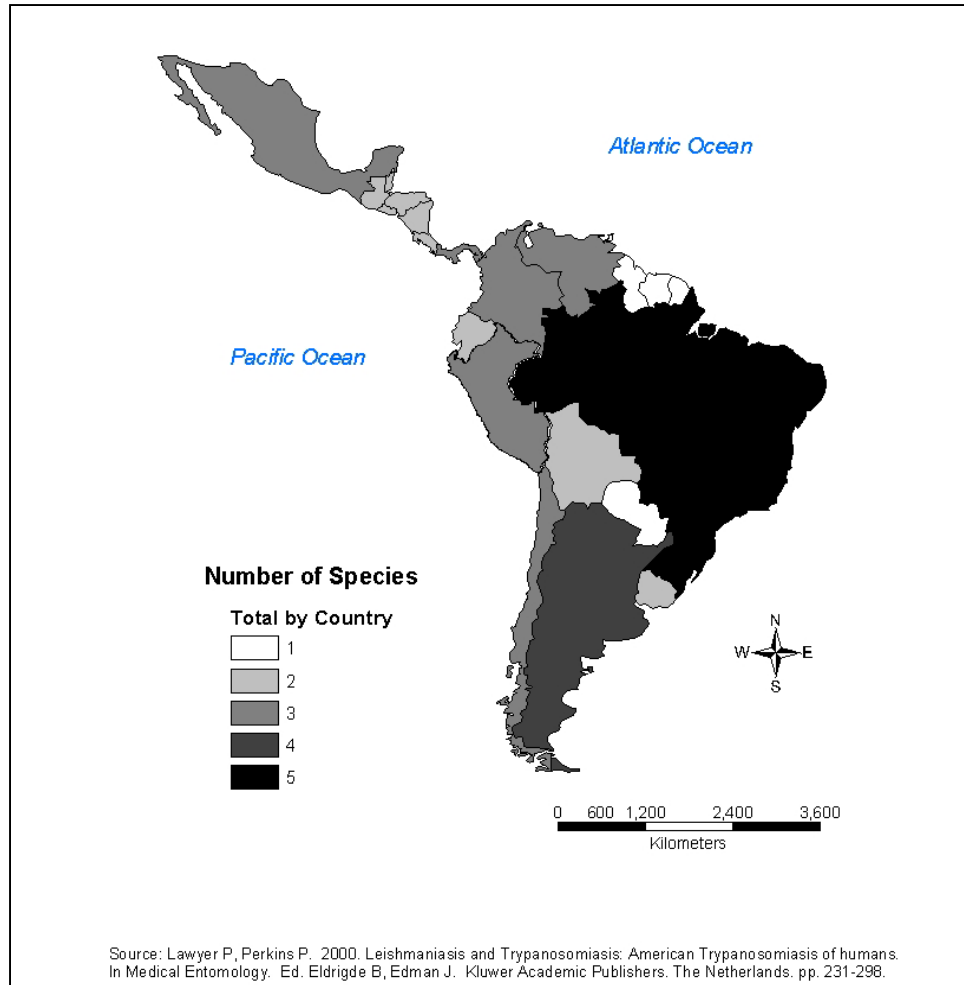 Atlantic Ocean
Pacific Ocean
Number of Species
Total by Country
1
2
3
4
5
N
W E
S
0 600 1,200 2,400 3,600
Kilometers
Source: Lawyer P, Perkins P. 2000. Leishmaniasis and Trypanosomiasis: American Trypanosomiasis of humans.
In Medical Entomology. Ed. Eldrigde B, Edman J. Kluwer Academic Publishers. The Netherlands. pp. 231-298.